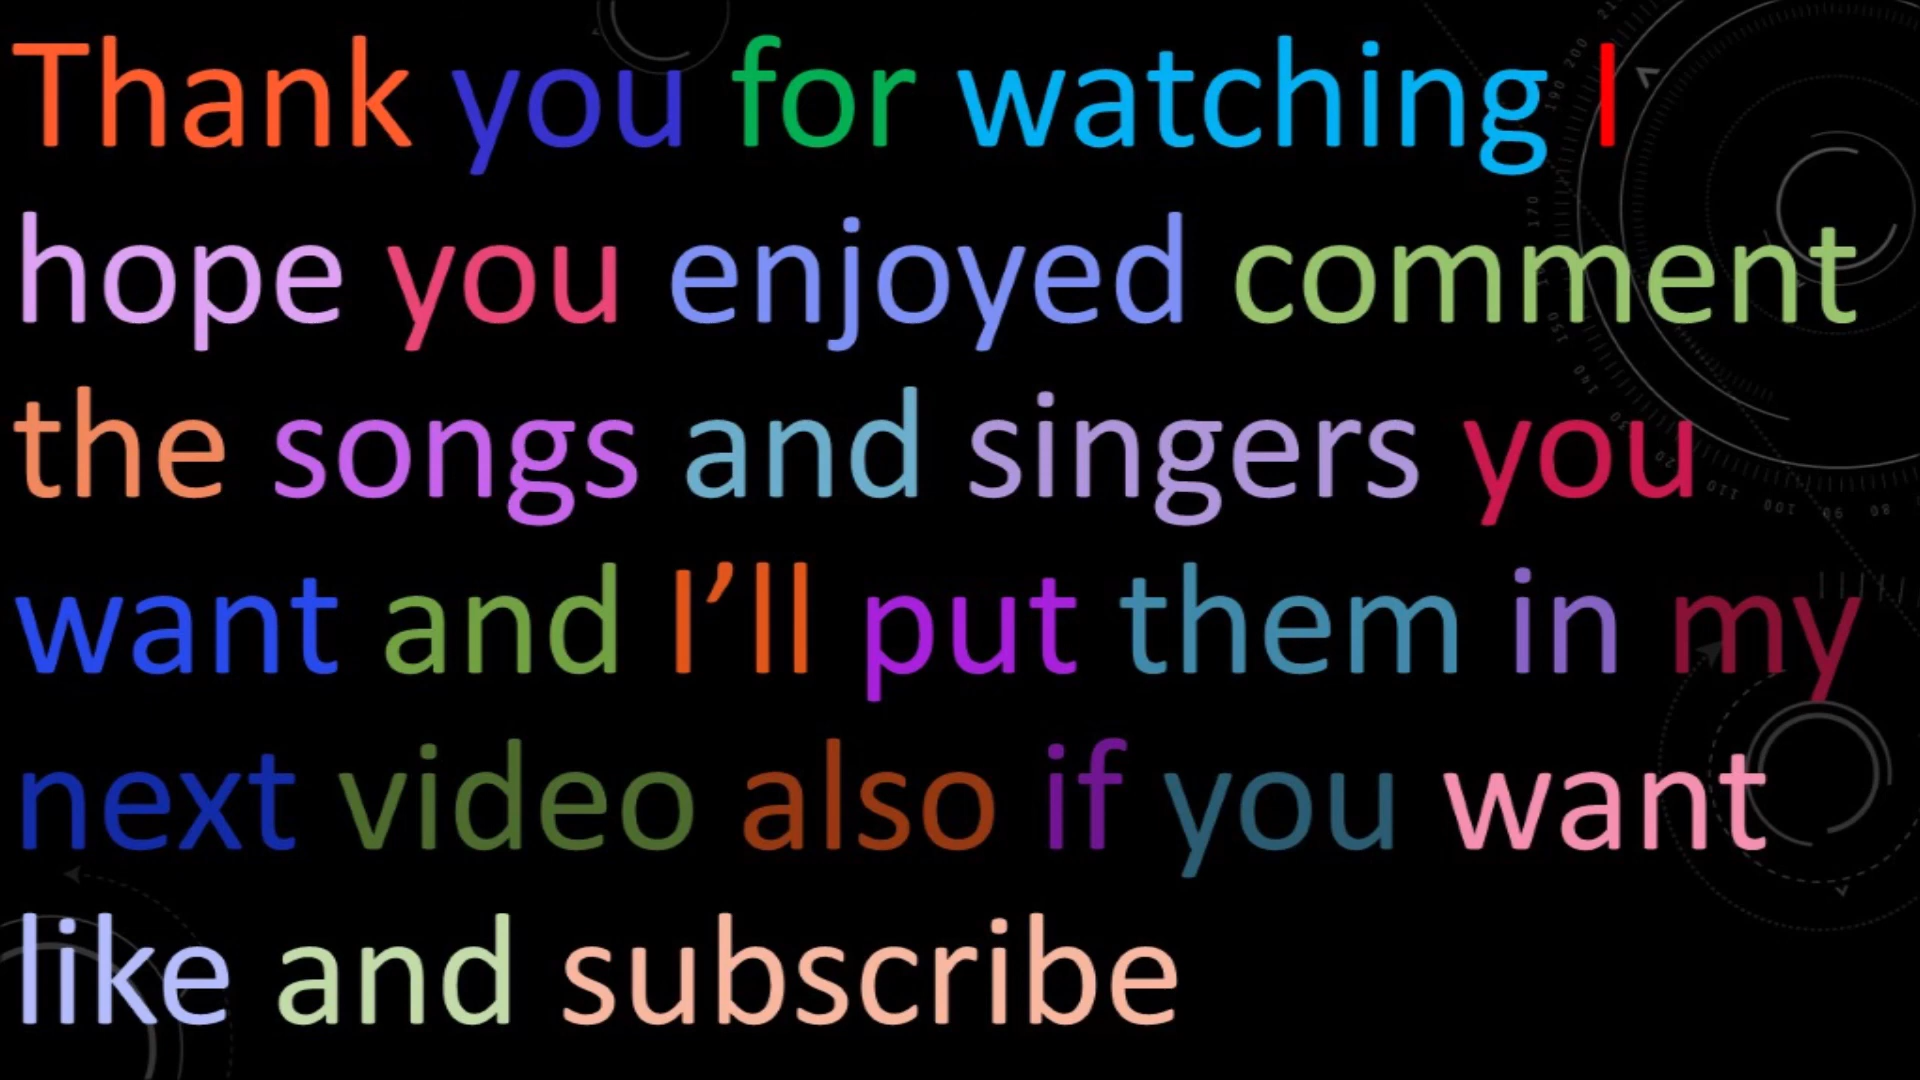 Thank you for watching I
hope you enjoyed comment
the songs and singers you
want and I’ll put them in my
next video also if you want
like and subscribe